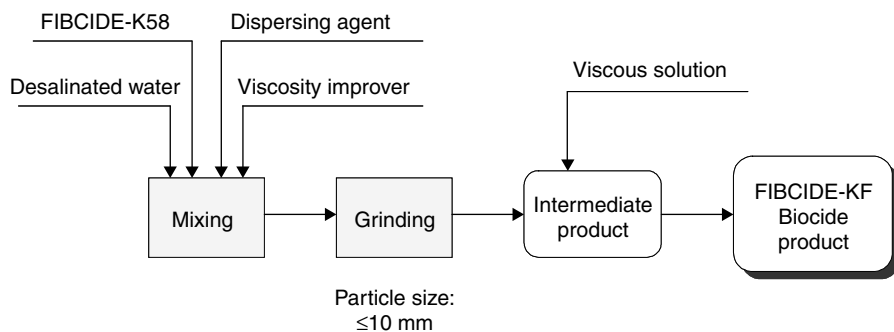 FIBCIDE-K58
Dispersing agent
Desalinated water
Viscosity improver
Viscous solution
Mixing
Grinding
Intermediate
product
FIBCIDE-KF
Biocide
product
Particle size:
≤10 mm